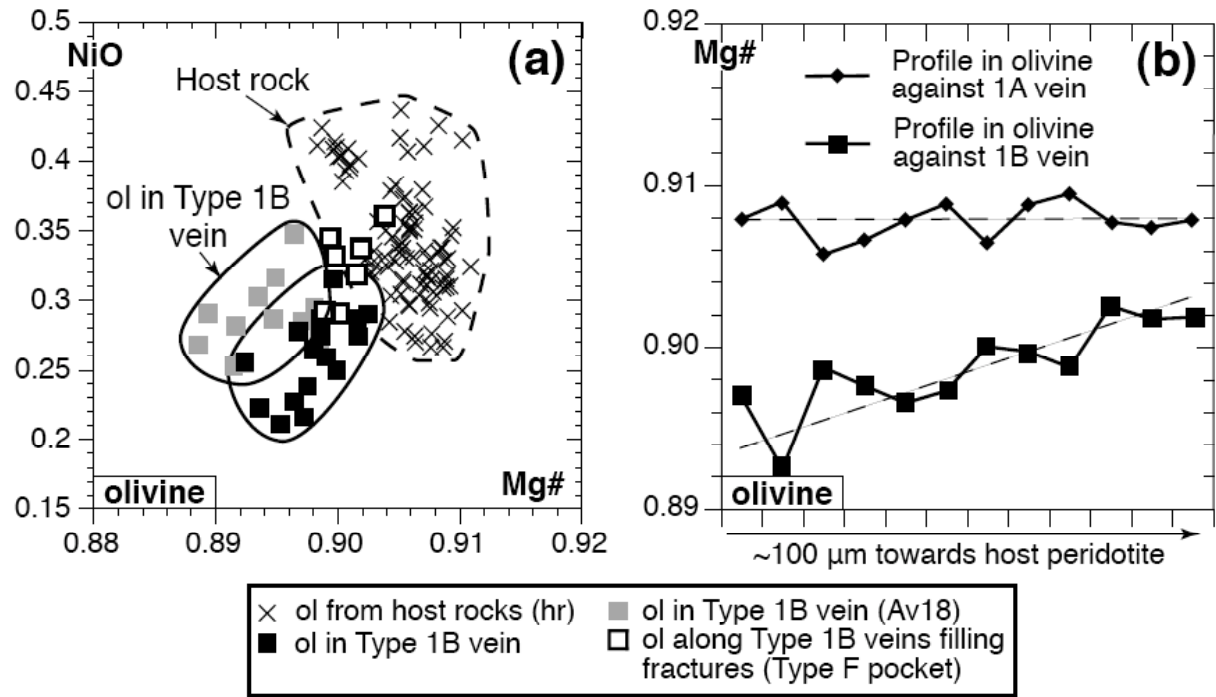 0.5
NiO
(a)
Host rock
0.45
0.4
ol in Type 1B
vein
0.35
0.3
0.25
0.2
olivine
Mg#
0.15
0.88
0.89
0.90
0.91
0.92
0.92
Mg#
(b)
Profile in olivine
against 1A vein
Profile in olivine
against 1B vein
0.91
0.90
olivine
0.89
~100 µm towards host peridotite
ol from host rocks (hr)
ol in Type 1B vein
ol in Type 1B vein (Av18)
ol along Type 1B veins filling
fractures (Type F pocket)